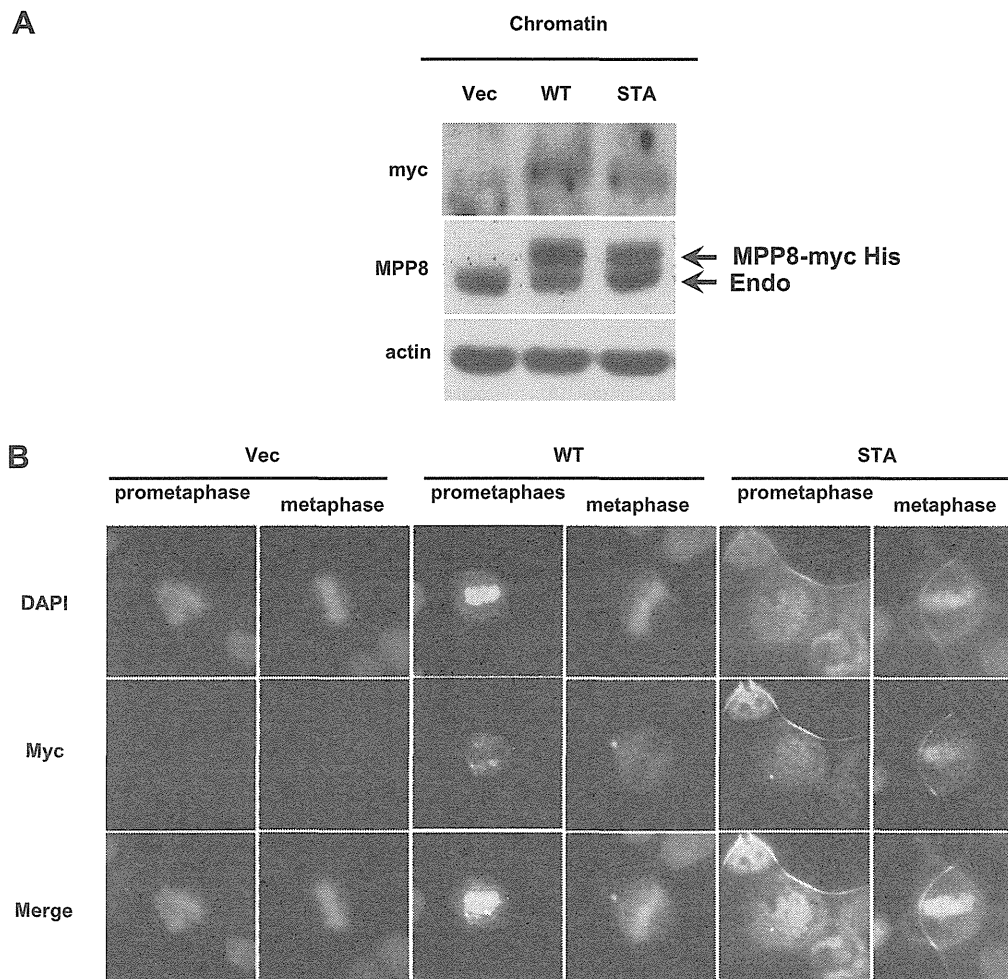 A
Chromatin
Vec WT STA
myc
MPP8
MPP8-myc His
Endo
actin
B
Vec WT STA
prometaphase metaphase prometaphaes metaphase prometaphase metaphase
DAPI
Myc
Merge